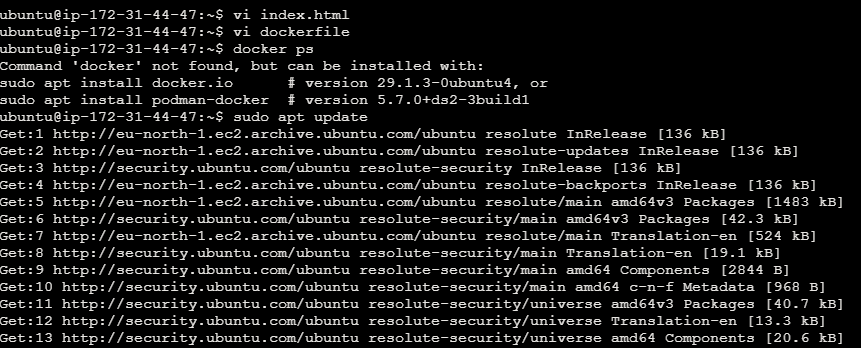 ubuntu@ip-172-31-44-47:~$ vi index.html
ubuntu@ip-172-31-44-47:~$ vi dockerfile
ubuntu@ip-172-31-44-47:~$ docker ps
Command 'docker' not found, but can be installed with:
sudo apt install docker.io      # version 29.1.3-0ubuntu4, or
sudo apt install podman-docker  # version 5.7.0+ds2-3build1
ubuntu@ip-172-31-44-47:~$ sudo apt update
Get:1 http://eu-north-1.ec2.archive.ubuntu.com/ubuntu resolute InRelease [136 kB]
Get:2 http://eu-north-1.ec2.archive.ubuntu.com/ubuntu resolute-updates InRelease [136 kB]
Get:3 http://security.ubuntu.com/ubuntu resolute-security InRelease [136 kB]
Get:4 http://eu-north-1.ec2.archive.ubuntu.com/ubuntu resolute-backports InRelease [136 kB]
Get:5 http://eu-north-1.ec2.archive.ubuntu.com/ubuntu resolute/main amd64v3 Packages [1483 kB]
Get:6 http://security.ubuntu.com/ubuntu resolute-security/main amd64v3 Packages [42.3 kB]
Get:7 http://eu-north-1.ec2.archive.ubuntu.com/ubuntu resolute/main Translation-en [524 kB]
Get:8 http://security.ubuntu.com/ubuntu resolute-security/main Translation-en [19.1 kB]
Get:9 http://security.ubuntu.com/ubuntu resolute-security/main amd64 Components [2844 B]
Get:10 http://security.ubuntu.com/ubuntu resolute-security/main amd64 c-n-f Metadata [968 B]
Get:11 http://security.ubuntu.com/ubuntu resolute-security/universe amd64v3 Packages [40.7 kB]
Get:12 http://security.ubuntu.com/ubuntu resolute-security/universe Translation-en [13.3 kB]
Get:13 http://security.ubuntu.com/ubuntu resolute-security/universe amd64 Components [20.6 kB]